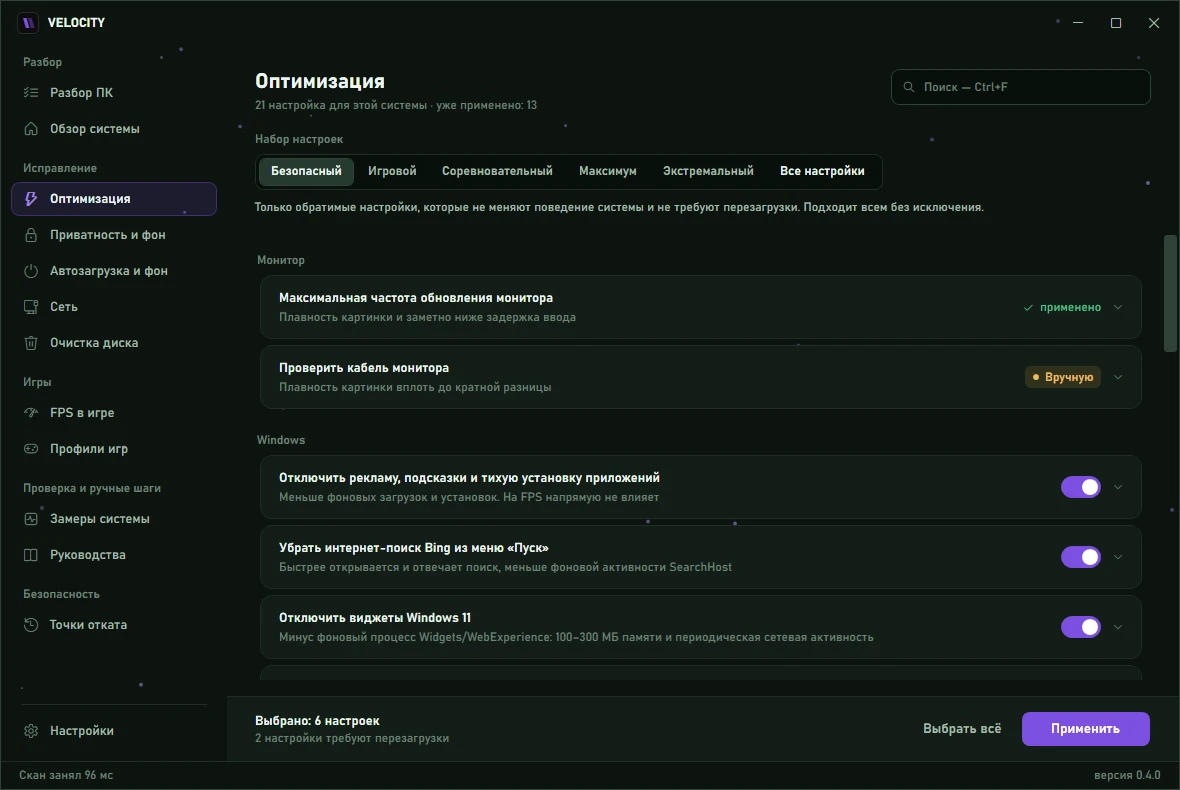 VELOCITY
Разбор
Разбор ПК
Обзор системы
Исправление
Оптимизация
Приватность и фон
Автозагрузка и фон
Сеть
Очистка диска
Игры
FPS в игре
Профили игр
Проверка и ручные шаги
Замеры системы
Руководства
Безопасность
Точки отката
Настройки
Оптимизация
21 настройка для этой системы · уже применено: 13
Поиск — Ctrl+F
Набор настроек
Безопасный
Игровой
Соревновательный
Максимум
Экстремальный
Все настройки
Только обратимые настройки, которые не меняют поведение системы и не требуют перезагрузки. Подходит всем без исключения.
Монитор
Максимальная частота обновления монитора
Плавность картинки и заметно ниже задержка ввода
применено
Проверить кабель монитора
Плавность картинки вплоть до кратной разницы
Вручную
Windows
Отключить рекламу, подсказки и тихую установку приложений
Меньше фоновых загрузок и установок. На FPS напрямую не влияет
Убрать интернет-поиск Bing из меню «Пуск»
Быстрее открывается и отвечает поиск, меньше фоновой активности SearchHost
Отключить виджеты Windows 11
Минус фоновый процесс Widgets/WebExperience: 100–300 МБ памяти и периодическая сетевая активность
Выбрано: 6 настроек
2 настройки требуют перезагрузки
Выбрать всё
Применить
Скан занял 96 мс
версия 0.4.0